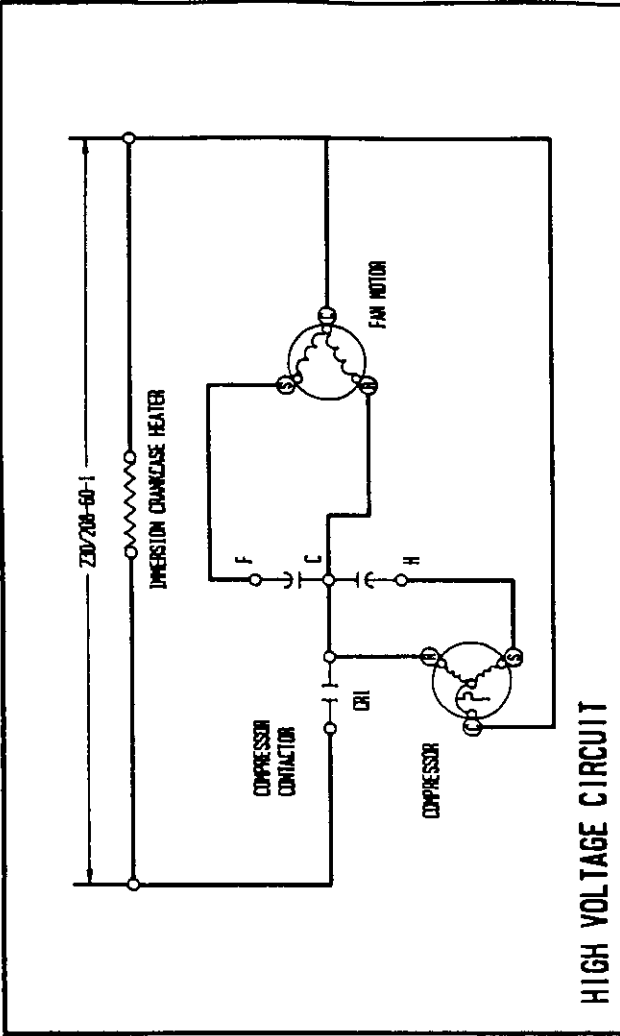 230/208-60-1
IMMERSION CRANKCASE HEATER
F
C
H
S
R
C
FAN MOTOR
COMPRESSOR
CONTACTOR
CR1
COMPRESSOR
R
S
C
HIGH VOLTAGE CIRCUIT